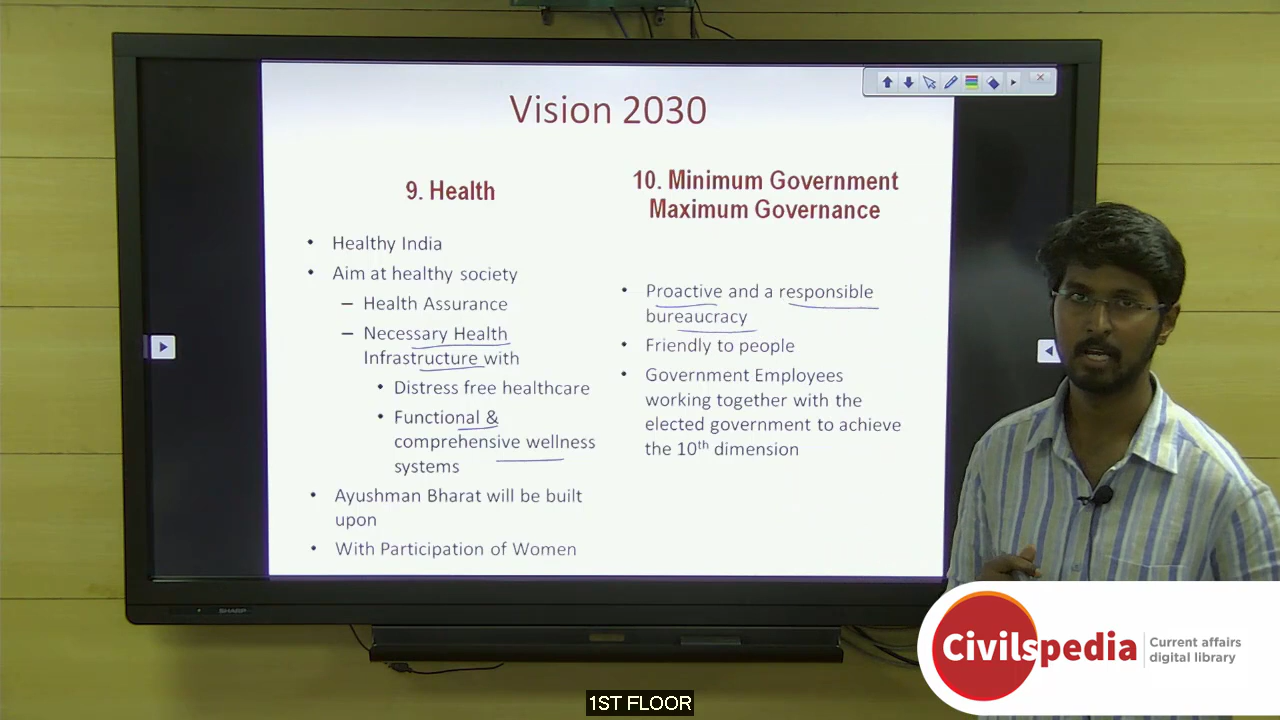 Vision 2030
9. Health
• Healthy India
• Aim at healthy society
– Health Assurance
– Necessary Health
Infrastructure with
• Distress free healthcare
• Functional &
comprehensive wellness
systems
• Ayushman Bharat will be built
upon
• With Participation of Women
10. Minimum Government
Maximum Governance
• Proactive and a responsible
bureaucracy
• Friendly to people
• Government Employees
working together with the
elected government to achieve
the 10th dimension
SHARP
Civilspedia
Current affairs
digital library
1ST FLOOR